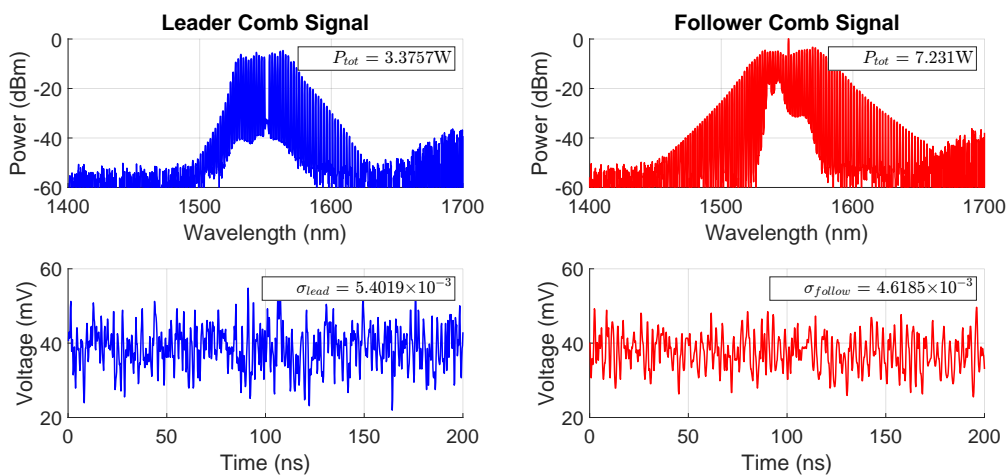 Leader Comb Signal
Follower Comb Signal
0
-20
-40
-60
Power (dBm)
P_tot = 3.3757W
1400 1500 1600 1700
Wavelength (nm)
0
-20
-40
-60
Power (dBm)
P_tot = 7.231W
1400 1500 1600 1700
Wavelength (nm)
60
40
20
Voltage (mV)
σ_lead = 5.4019×10⁻³
0 50 100 150 200
Time (ns)
60
40
20
Voltage (mV)
σ_follow = 4.6185×10⁻³
0 50 100 150 200
Time (ns)